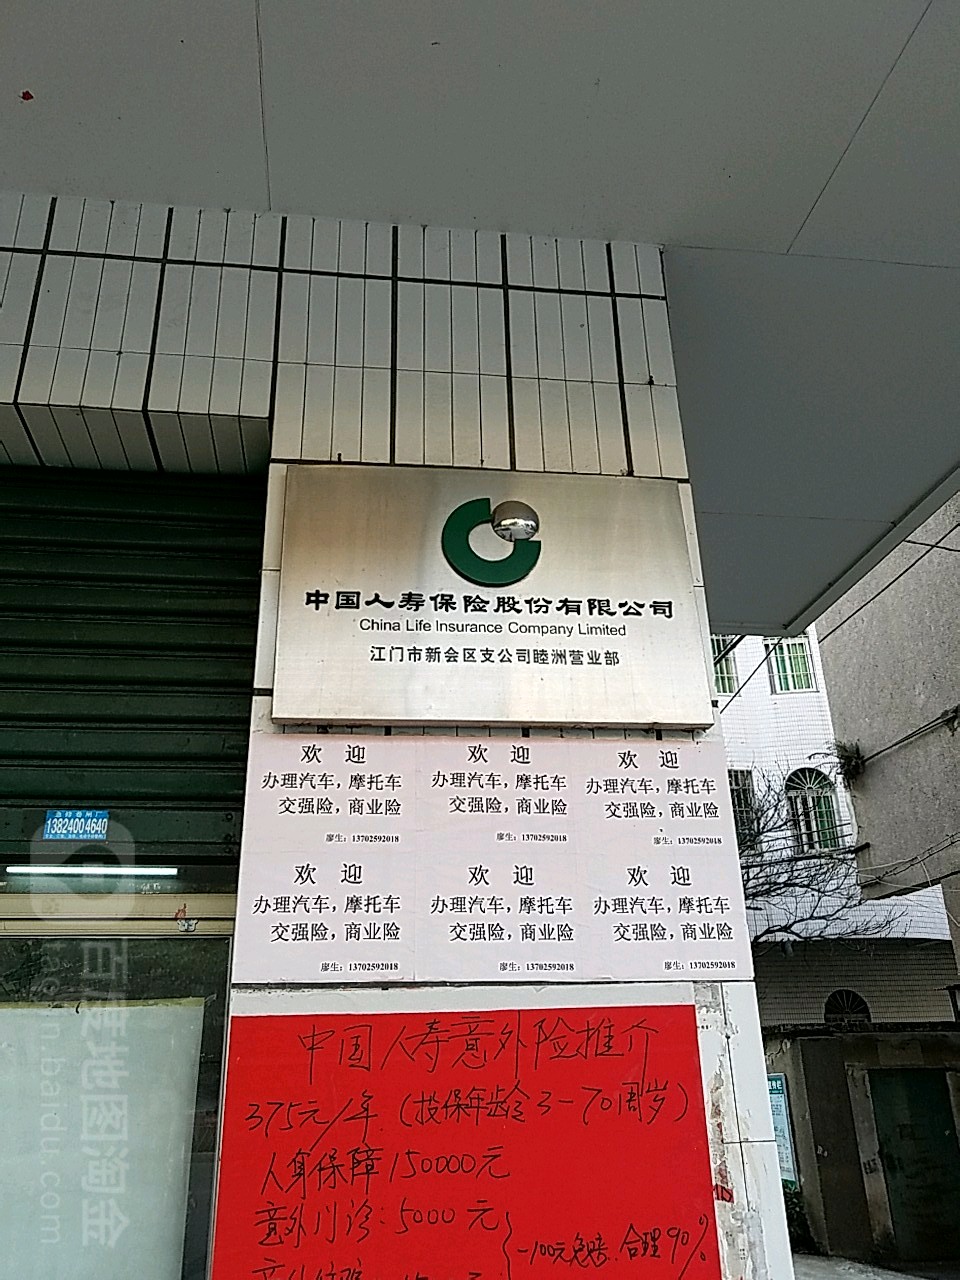 中国人寿保险股份有限公司
China Life Insurance Company Limited
江门市新会区支公司睦洲营业部
欢 迎
办理汽车，摩托车
交强险，商业险
廖生：13702592018
欢 迎
办理汽车，摩托车
交强险，商业险
廖生：13702592018
欢 迎
办理汽车，摩托车
交强险，商业险
廖生：13702592018
欢 迎
办理汽车，摩托车
交强险，商业险
廖生：13702592018
欢 迎
办理汽车，摩托车
交强险，商业险
廖生：13702592018
欢 迎
办理汽车，摩托车
交强险，商业险
廖生：13702592018
13824004640
中国人寿意外险推介
375元/年（投保年龄3-70周岁）
人身保障150000元
意外门诊：5000元
-100元免赔 合理90%
百度地图淘金